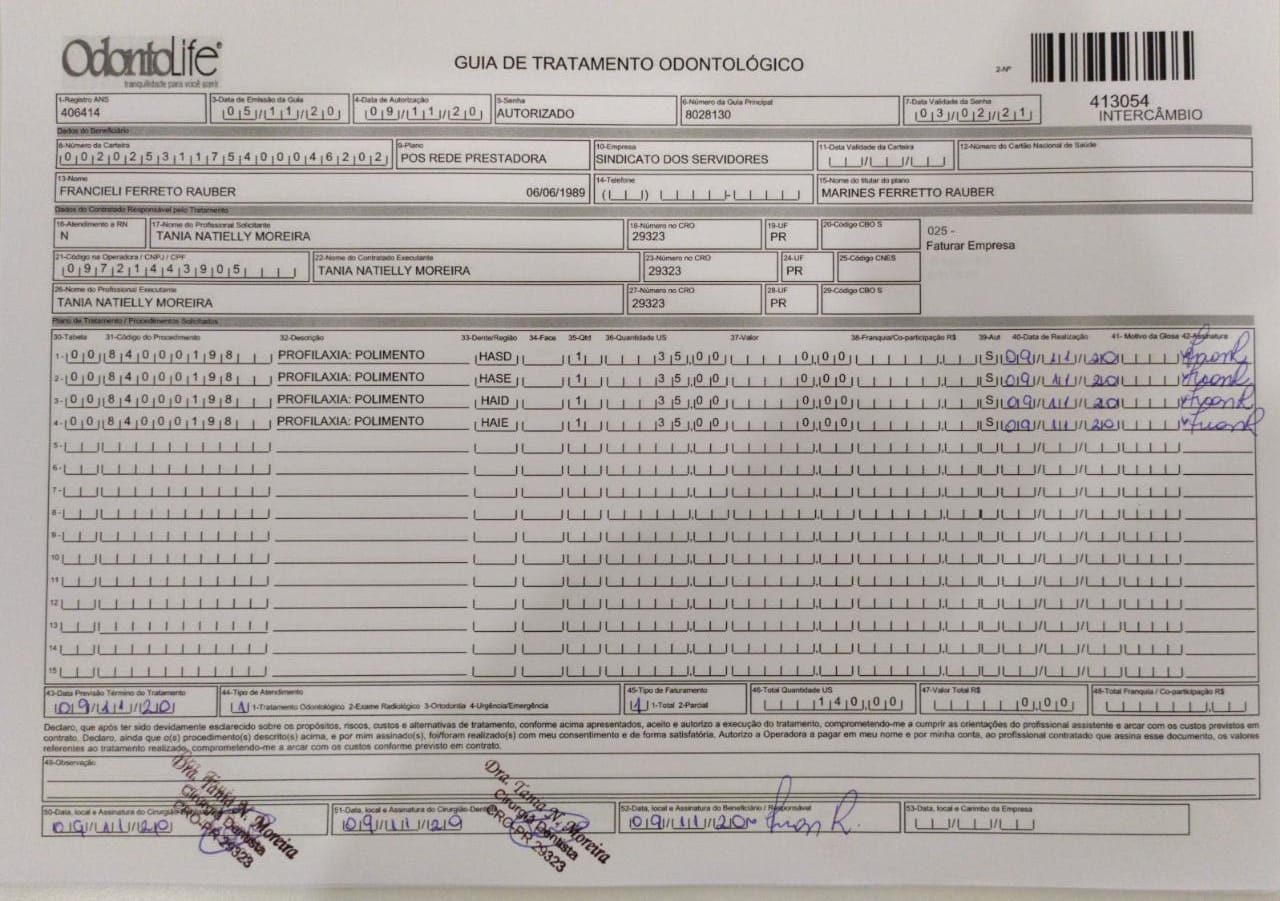 OdontoLife®
tranquilidade para você sorrir
GUIA DE TRATAMENTO ODONTOLÓGICO
2-Nº
413054
INTERCÂMBIO
1-Registro ANS 3-Data de Emissão da Guia 4-Data de Autorização 5-Senha 6-Número da Guia Principal 7-Data Validade da Senha
406414 05/11/20 09/11/20 AUTORIZADO 8028130 03/02/21
Dados do Beneficiário
8-Número da Carteira 9-Plano 10-Empresa 11-Data Validade da Carteira 12-Número do Cartão Nacional de Saúde
00202531175400046202 POS REDE PRESTADORA SINDICATO DOS SERVIDORES
13-Nome 14-Telefone 15-Nome do titular do plano
FRANCIELI FERRETO RAUBER 06/06/1989 MARINES FERRETTO RAUBER
Dados do Contratado Responsável pelo Tratamento
16-Atendimento a RN 17-Nome do Profissional Solicitante 18-Número no CRO 19-UF 20-Código CBO S
N TANIA NATIELLY MOREIRA 29323 PR
025 -
Faturar Empresa
21-Código na Operadora / CNPJ / CPF 22-Nome do Contratado Executante 23-Número no CRO 24-UF 25-Código CNES
09721443905 TANIA NATIELLY MOREIRA 29323 PR
26-Nome do Profissional Executante 27-Número no CRO 28-UF 29-Código CBO S
TANIA NATIELLY MOREIRA 29323 PR
Plano de Tratamento / Procedimentos Solicitados
30-Tabela 31-Código do Procedimento 32-Descrição 33-Dente/Região 34-Face 35-Qtd 36-Quantidade US 37-Valor 38-Franquia/Co-participação R$ 39-Aut 40-Data de Realização 41- Motivo da Glosa 42-Assinatura
1- 00 84000198 PROFILAXIA: POLIMENTO HASD 1 35,00 0,00 S 09/11/20
2- 00 84000198 PROFILAXIA: POLIMENTO HASE 1 35,00 0,00 S 09/11/20
3- 00 84000198 PROFILAXIA: POLIMENTO HAID 1 35,00 0,00 S 09/11/20
4- 00 84000198 PROFILAXIA: POLIMENTO HAIE 1 35,00 0,00 S 09/11/20
5-
6-
7-
8-
9-
10
11
12
13
14
15
43-Data Previsão Término do Tratamento 44-Tipo de Atendimento 45-Tipo de Faturamento 46-Total Quantidade US 47-Valor Total R$ 48-Total Franquia / Co-participação R$
09/11/20 1 1-Tratamento Odontológico 2-Exame Radiológico 3-Ortodontia 4-Urgência/Emergência 1 1-Total 2-Parcial 140,00 0,00
Declaro, que após ter sido devidamente esclarecido sobre os propósitos, riscos, custos e alternativas de tratamento, conforme acima apresentados, aceito e autorizo a execução do tratamento, comprometendo-me a cumprir as orientações do profissional assistente e arcar com os custos previstos em
contrato. Declaro, ainda que o(s) procedimento(s) descrito(s) acima, e por mim assinado(s), foi/foram realizado(s) com meu consentimento e de forma satisfatória. Autorizo a Operadora a pagar em meu nome e por minha conta, ao profissional contratado que assina esse documento, os valores
referentes ao tratamento realizado, comprometendo-me a arcar com os custos conforme previsto em contrato.
49-Observação
50-Data, local e Assinatura do Cirurgião 51-Data, local e Assinatura do Cirurgião-Dentista 52-Data, local e Assinatura do Beneficiário / Responsável 53-Data, local e Carimbo da Empresa
09/11/20 09/11/20 09/11/20
Dra. Tania N. Moreira
Cirurgiã Dentista
CRO-PR 29323
Dra. Tania N. Moreira
Cirurgiã Dentista
CRO-PR 29323